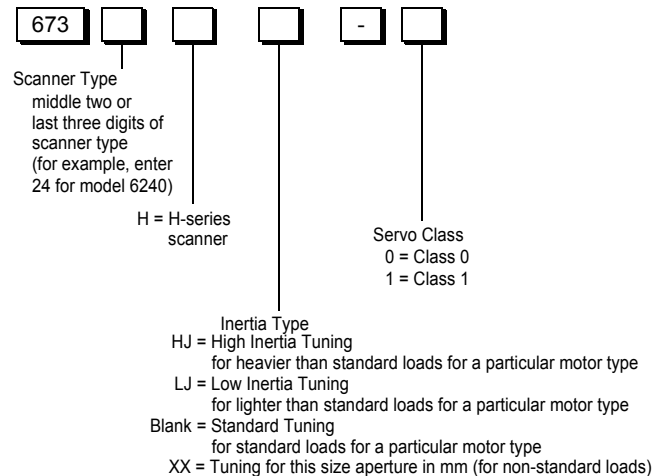 673
-
Scanner Type
middle two or
last three digits of
scanner type
(for example, enter
24 for model 6240)
H = H-series
scanner
Servo Class
0 = Class 0
1 = Class 1
Inertia Type
HJ = High Inertia Tuning
for heavier than standard loads for a particular motor type
LJ = Low Inertia Tuning
for lighter than standard loads for a particular motor type
Blank = Standard Tuning
for standard loads for a particular motor type
XX = Tuning for this size aperture in mm (for non-standard loads)